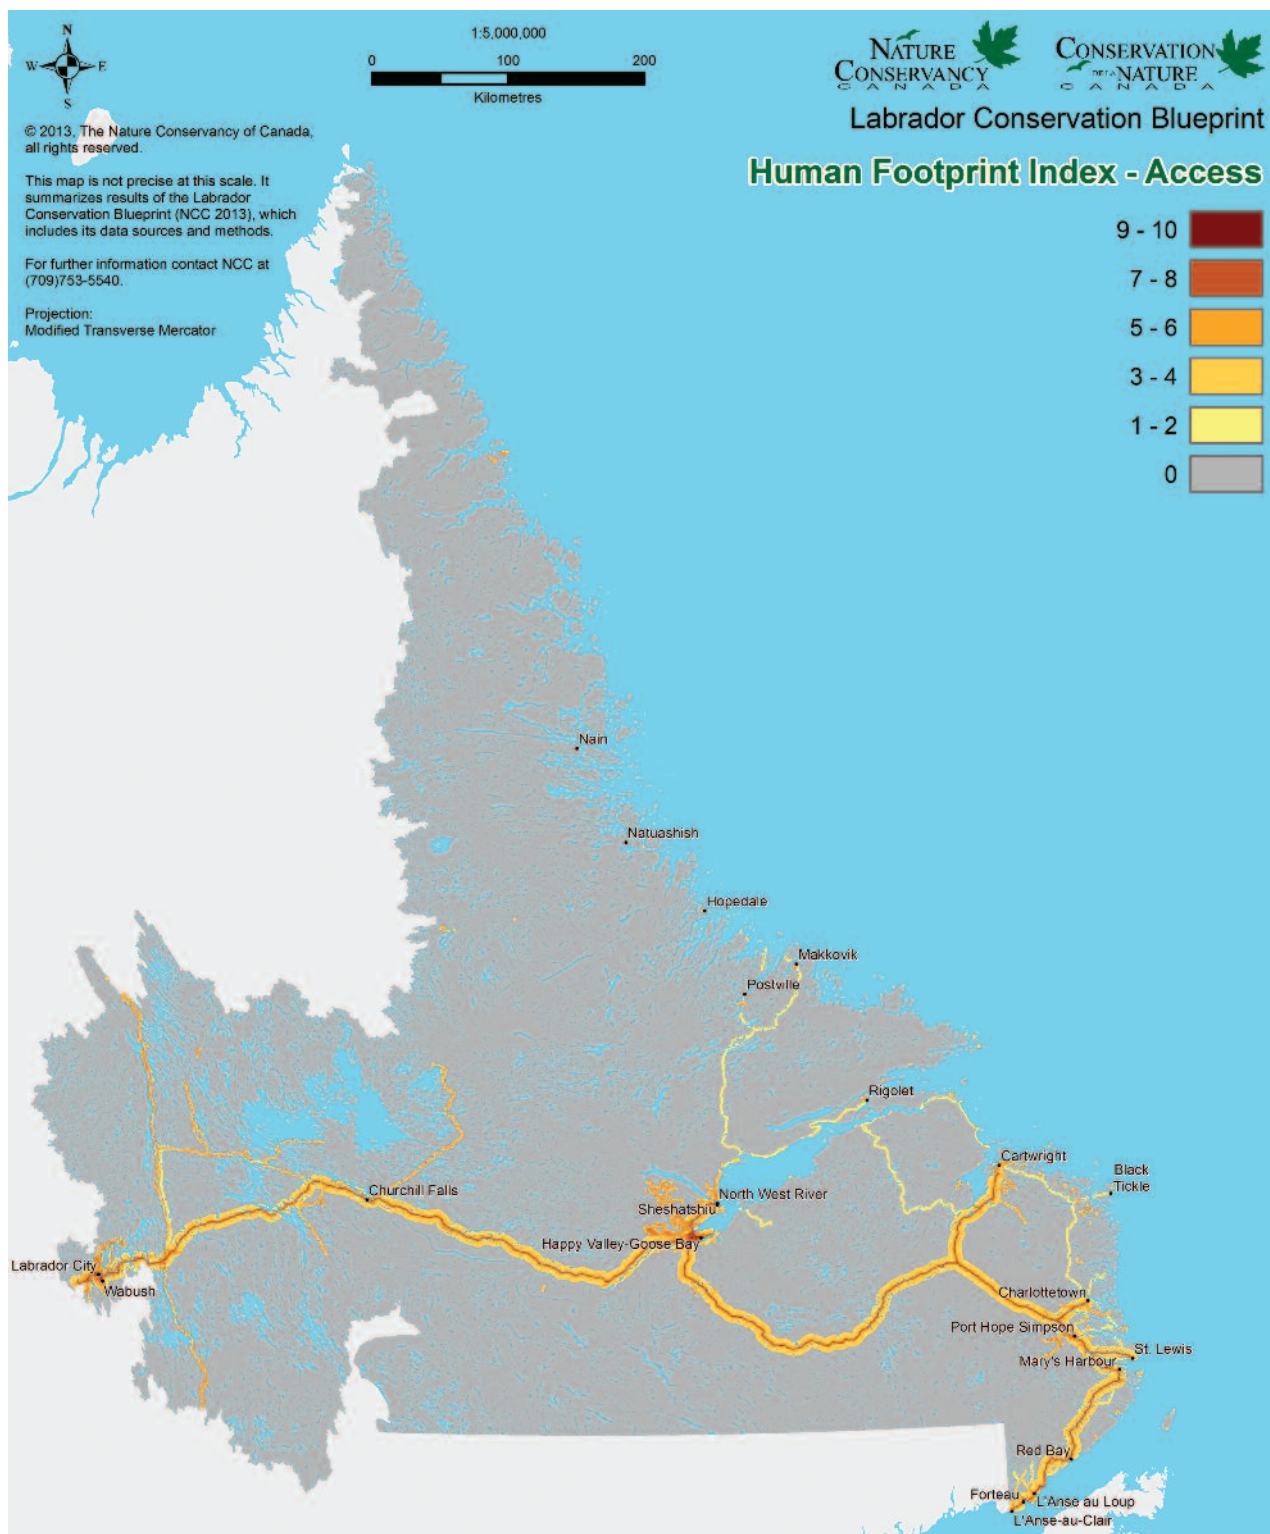 N
W E
S
1:5,000,000
0 100 200
Kilometres
NATURE
CONSERVANCY
CANADA
CONSERVATION
DE LA NATURE
CANADA
Labrador Conservation Blueprint
Human Footprint Index - Access
© 2013, The Nature Conservancy of Canada,
all rights reserved.
This map is not precise at this scale. It
summarizes results of the Labrador
Conservation Blueprint (NCC 2013), which
includes its data sources and methods.
For further information contact NCC at
(709)753-5540.
Projection:
Modified Transverse Mercator
9 - 10
7 - 8
5 - 6
3 - 4
1 - 2
0
Nain
Natuashish
Hopedale
Makkovik
Postville
Rigolet
Cartwright
Black
Tickle
Churchill Falls
North West River
Sheshatshiu
Happy Valley-Goose Bay
Labrador City
Wabush
Charlottetown
Port Hope Simpson
St. Lewis
Mary's Harbour
Red Bay
Forteau
L'Anse au Loup
L'Anse-au-Clair